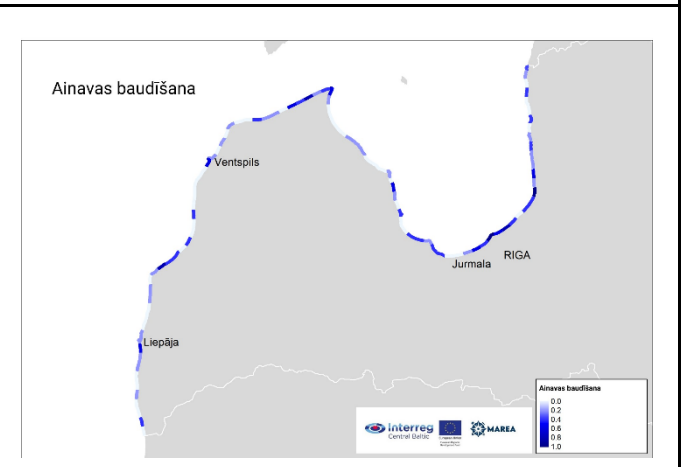 Ainavas baudīšana
Ventspils
RIGA
Jurmala
Liepāja
Ainavas baudīšana
0.0
0.2
0.4
0.6
0.8
1.0
Interreg
Central Baltic
MAREA